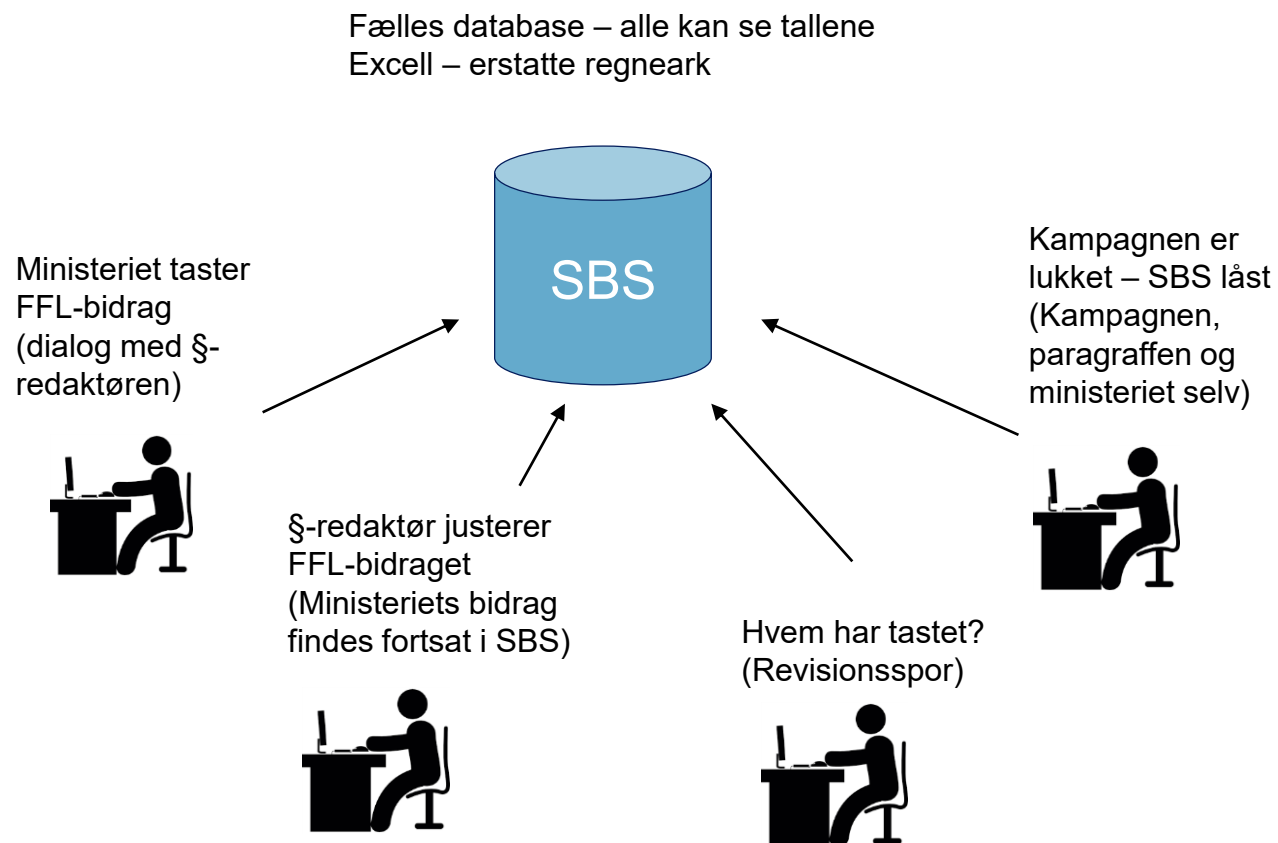 Fælles database – alle kan se tallene
Excell – erstatte regneark
SBS
Ministeriet taster
FFL-bidrag
(dialog med §-
redaktøren)
§-redaktør justerer
FFL-bidraget
(Ministeriets bidrag
findes fortsat i SBS)
Hvem har tastet?
(Revisionsspor)
Kampagnen er
lukket – SBS låst
(Kampagnen,
paragraffen og
ministeriet selv)